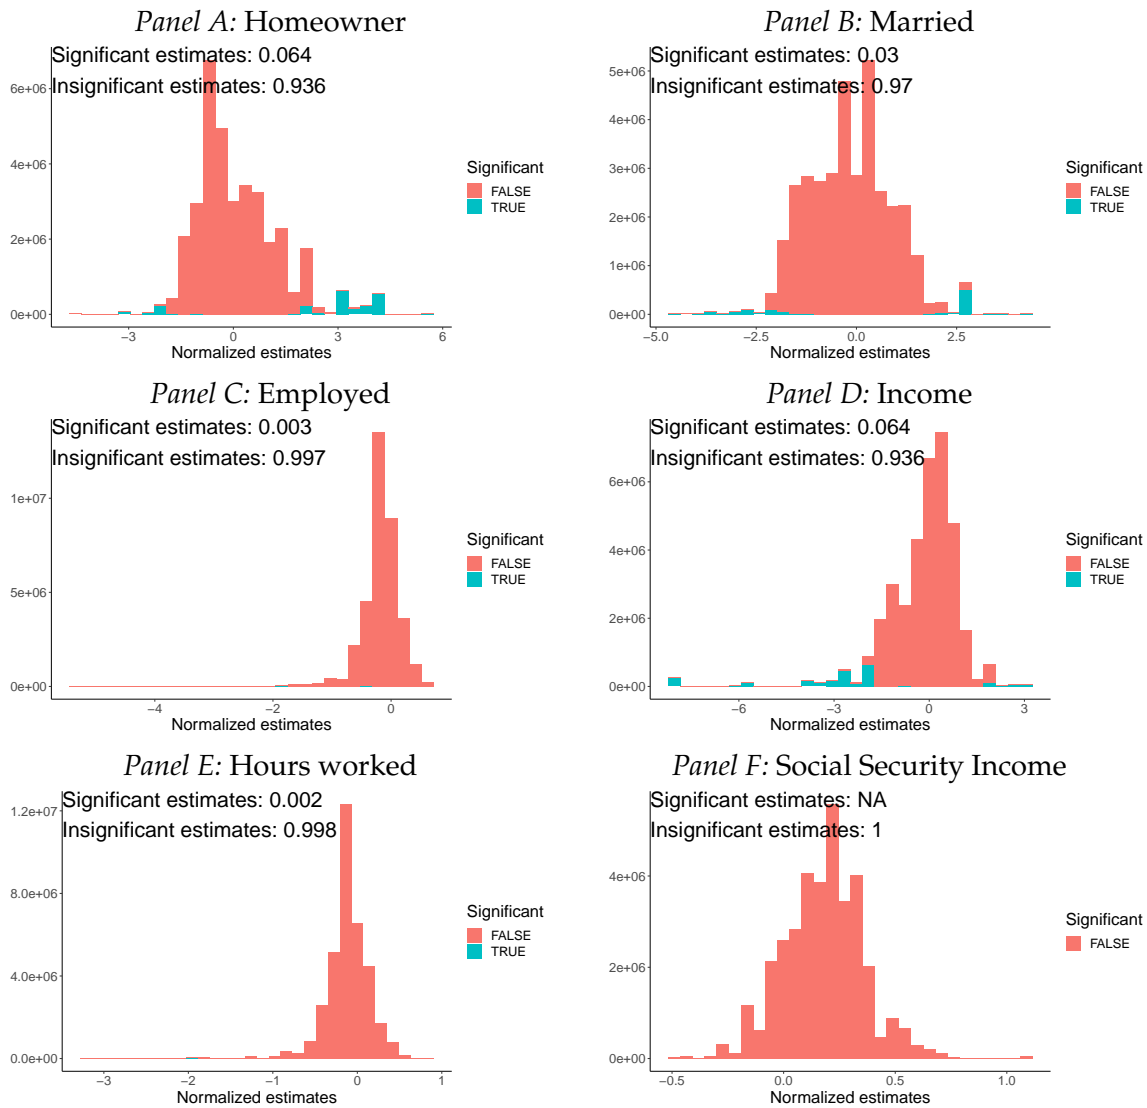 Panel A: Homeowner
Significant estimates: 0.064
Insignificant estimates: 0.936
6e+06
4e+06
2e+06
0e+00
−3
0
3
6
Normalized estimates
Significant
FALSE
TRUE
Panel B: Married
Significant estimates: 0.03
Insignificant estimates: 0.97
5e+06
4e+06
3e+06
2e+06
1e+06
0e+00
−5.0
−2.5
0.0
2.5
Normalized estimates
Significant
FALSE
TRUE
Panel C: Employed
Significant estimates: 0.003
Insignificant estimates: 0.997
1e+07
5e+06
0e+00
−4
−2
0
Normalized estimates
Significant
FALSE
TRUE
Panel D: Income
Significant estimates: 0.064
Insignificant estimates: 0.936
6e+06
4e+06
2e+06
0e+00
−6
−3
0
3
Normalized estimates
Significant
FALSE
TRUE
Panel E: Hours worked
Significant estimates: 0.002
Insignificant estimates: 0.998
1.2e+07
8.0e+06
4.0e+06
0.0e+00
−3
−2
−1
0
1
Normalized estimates
Significant
FALSE
TRUE
Panel F: Social Security Income
Significant estimates: NA
Insignificant estimates: 1
4e+06
2e+06
0e+00
−0.5
0.0
0.5
1.0
Normalized estimates
Significant
FALSE